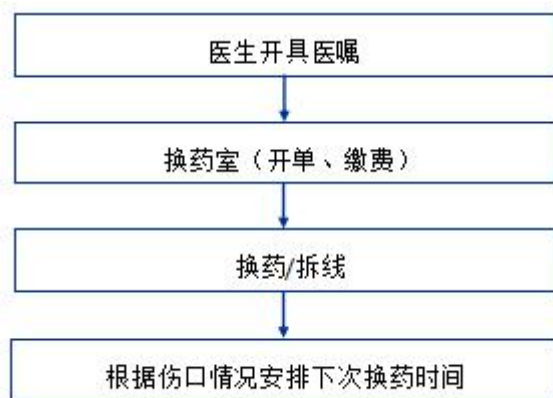 医生开具医嘱
换药室（开单、缴费）
换药/拆线
根据伤口情况安排下次换药时间